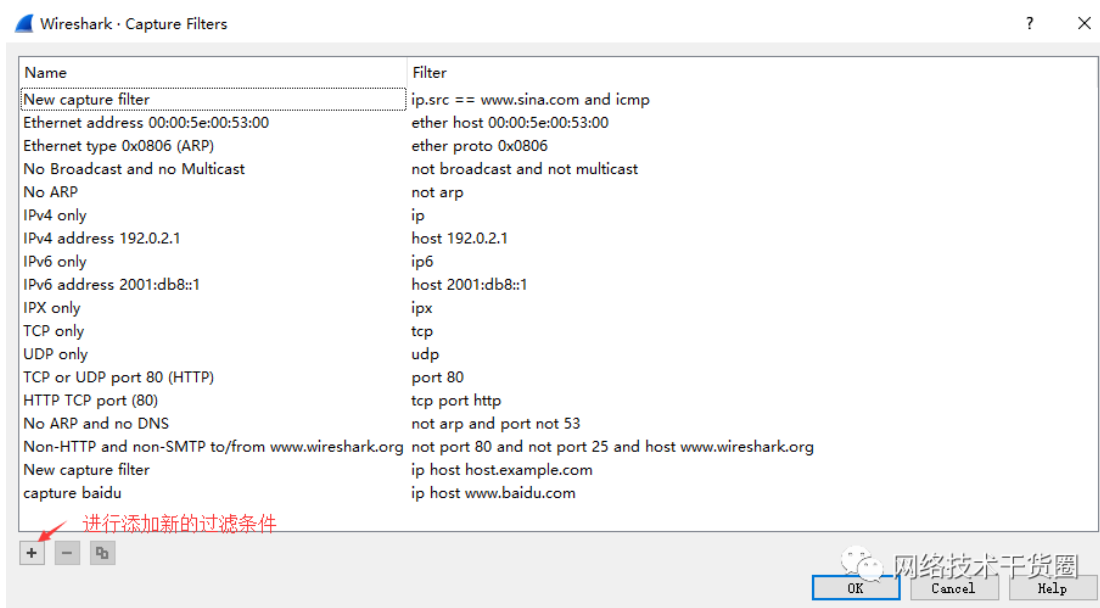 Wireshark · Capture Filters ?
Name Filter
New capture filter ip.src == www.sina.com and icmp
Ethernet address 00:00:5e:00:53:00 ether host 00:00:5e:00:53:00
Ethernet type 0x0806 (ARP) ether proto 0x0806
No Broadcast and no Multicast not broadcast and not multicast
No ARP not arp
IPv4 only ip
IPv4 address 192.0.2.1 host 192.0.2.1
IPv6 only ip6
IPv6 address 2001:db8::1 host 2001:db8::1
IPX only ipx
TCP only tcp
UDP only udp
TCP or UDP port 80 (HTTP) port 80
HTTP TCP port (80) tcp port http
No ARP and no DNS not arp and port not 53
Non-HTTP and non-SMTP to/from www.wireshark.org not port 80 and not port 25 and host www.wireshark.org
New capture filter ip host host.example.com
capture baidu ip host www.baidu.com
进行添加新的过滤条件
网络技术干货圈
OK Cancel Help